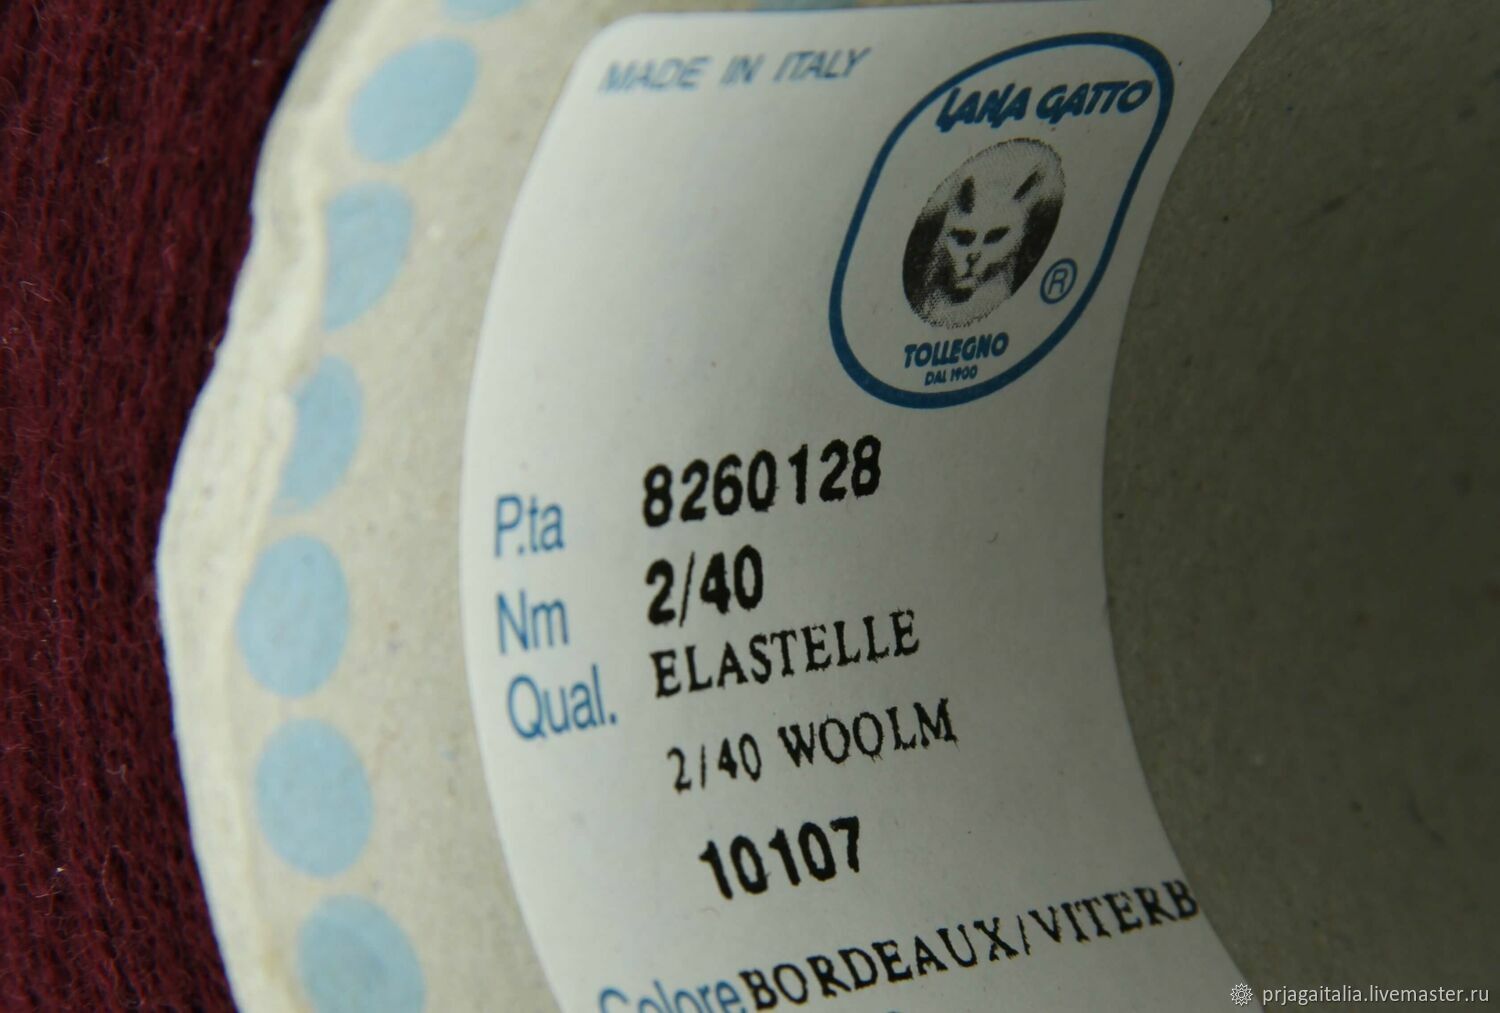 MADE IN ITALY
LANA GATTO
®
TOLLEGNO
DAL 1900
P.ta 8260128
Nm 2/40
Qual. ELASTELLE
2/40 WOOLM
10107
Colore BORDEAUX/VITERB
prjagaitalia.livemaster.ru